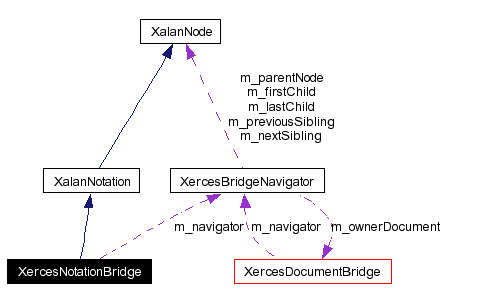 XalanNode
m_parentNode
m_firstChild
m_lastChild
m_previousSibling
m_nextSibling
XalanNotation
XercesBridgeNavigator
m_navigator
m_navigator
m_ownerDocument
XercesNotationBridge
XercesDocumentBridge